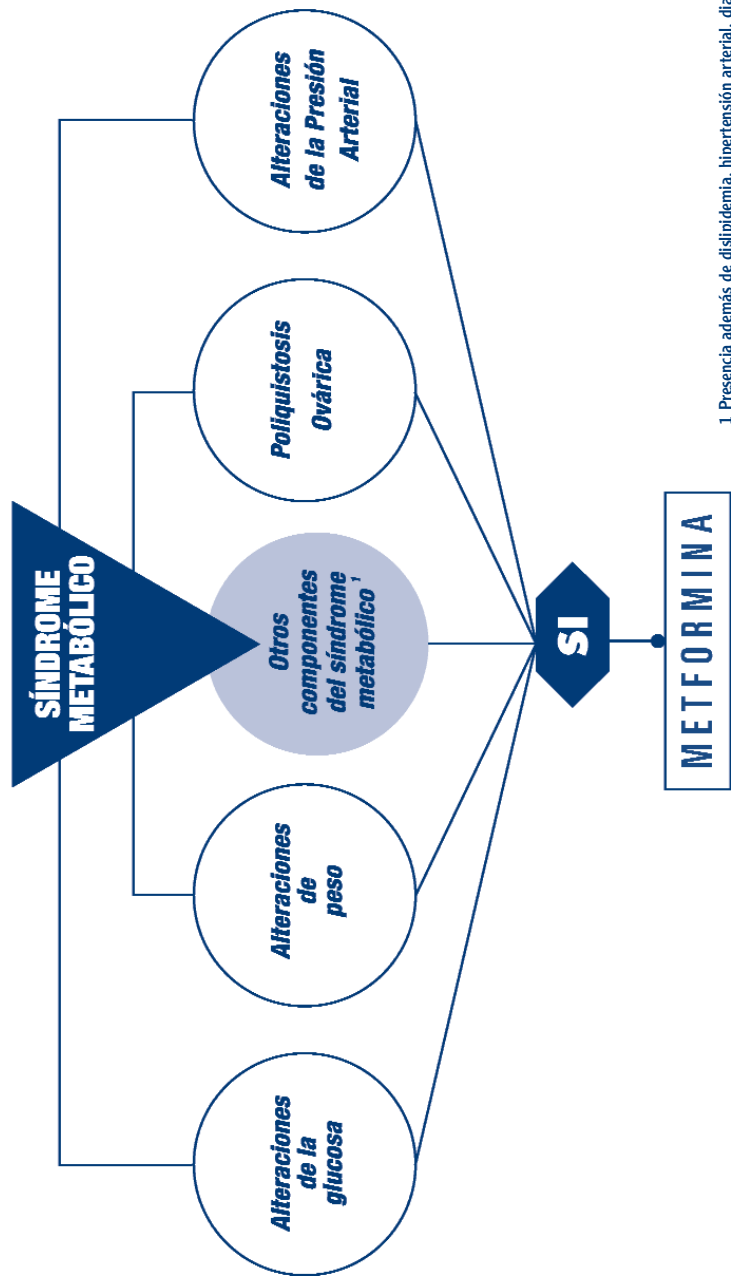 SÍNDROME
METABÓLICO
Alteraciones
de la
glucosa
Alteraciones
de
peso
Otros
componentes
del síndrome
metabólico 1
Poliquistosis
Ovárica
Alteraciones
de la Presión
Arterial
SI
METFORMINA
1 Presencia además de dislipidemia, hipertensión arterial,